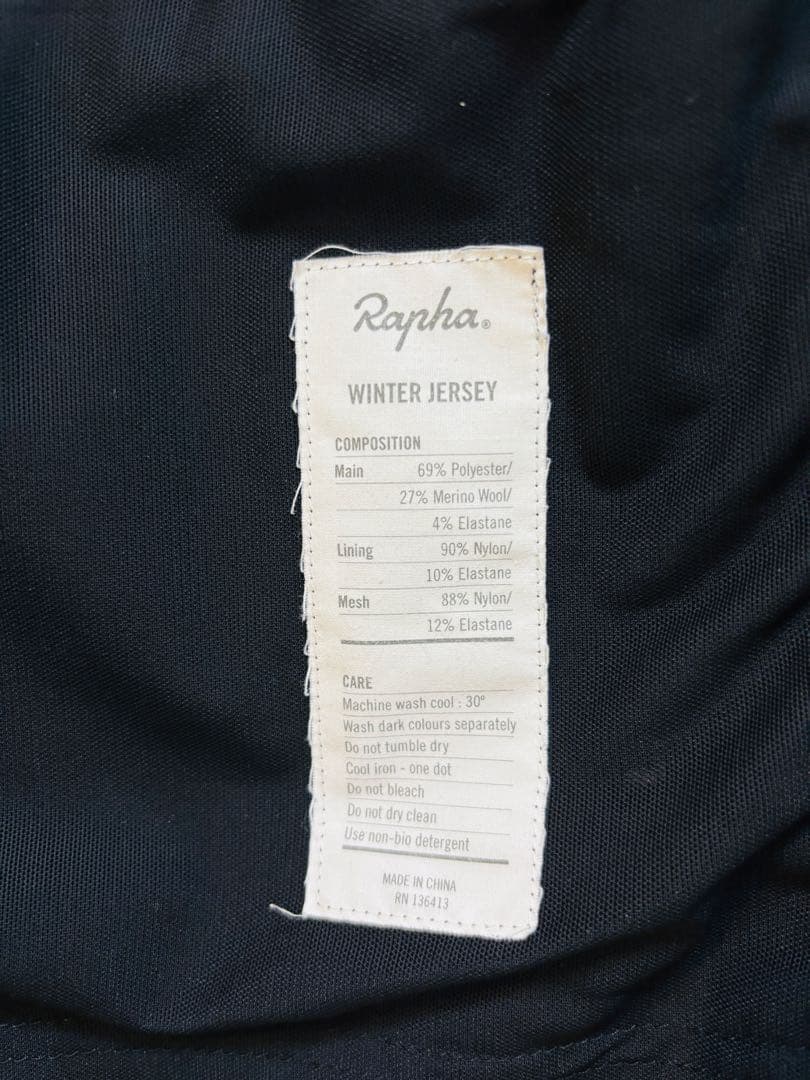 Rapha®
WINTER JERSEY
COMPOSITION
Main 69% Polyester/
27% Merino Wool/
4% Elastane
Lining 90% Nylon/
10% Elastane
Mesh 88% Nylon/
12% Elastane
CARE
Machine wash cool : 30°
Wash dark colours separately
Do not tumble dry
Cool iron - one dot
Do not bleach
Do not dry clean
Use non-bio detergent
MADE IN CHINA
RN 136413